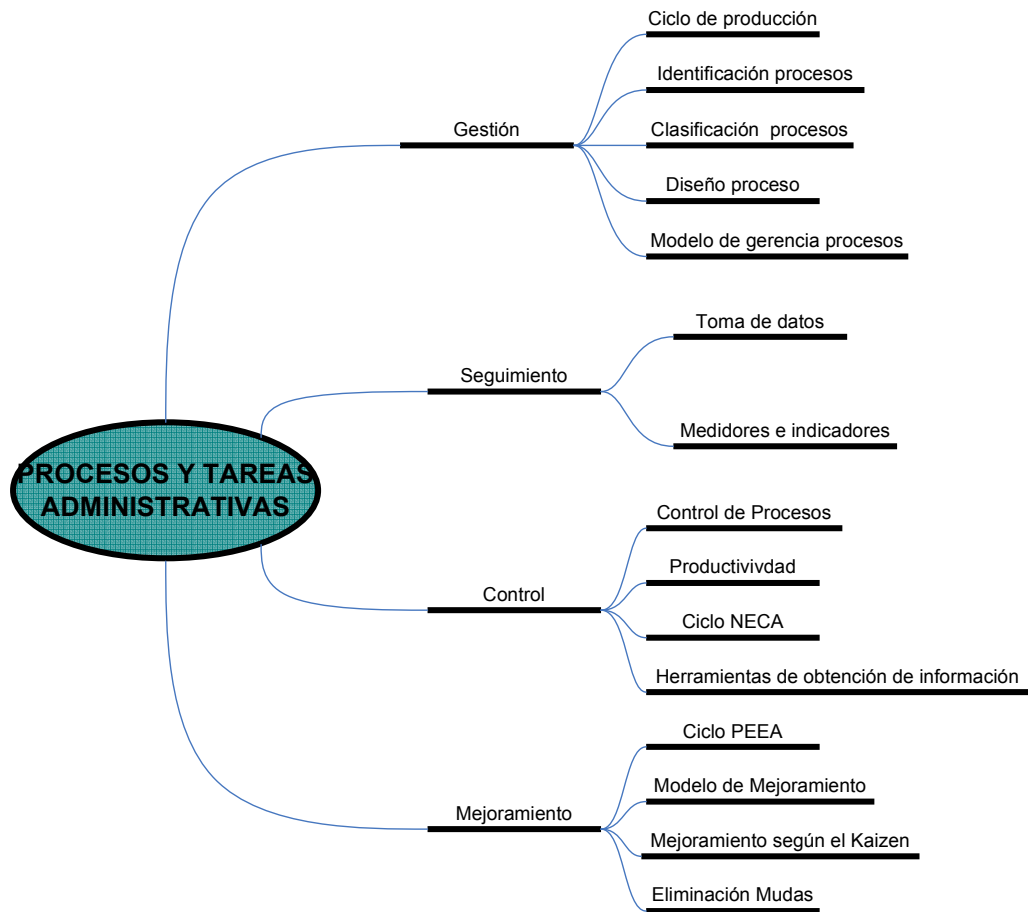 PROCESOS Y TAREAS
ADMINISTRATIVAS
Gestión
Ciclo de producción
Identificación procesos
Clasificación  procesos
Diseño proceso
Modelo de gerencia procesos
Seguimiento
Toma de datos
Medidores e indicadores
Control
Control de Procesos
Productivivdad
Ciclo NECA
Herramientas de obtención de información
Mejoramiento
Ciclo PEEA
Modelo de Mejoramiento
Mejoramiento según el Kaizen
Eliminación Mudas